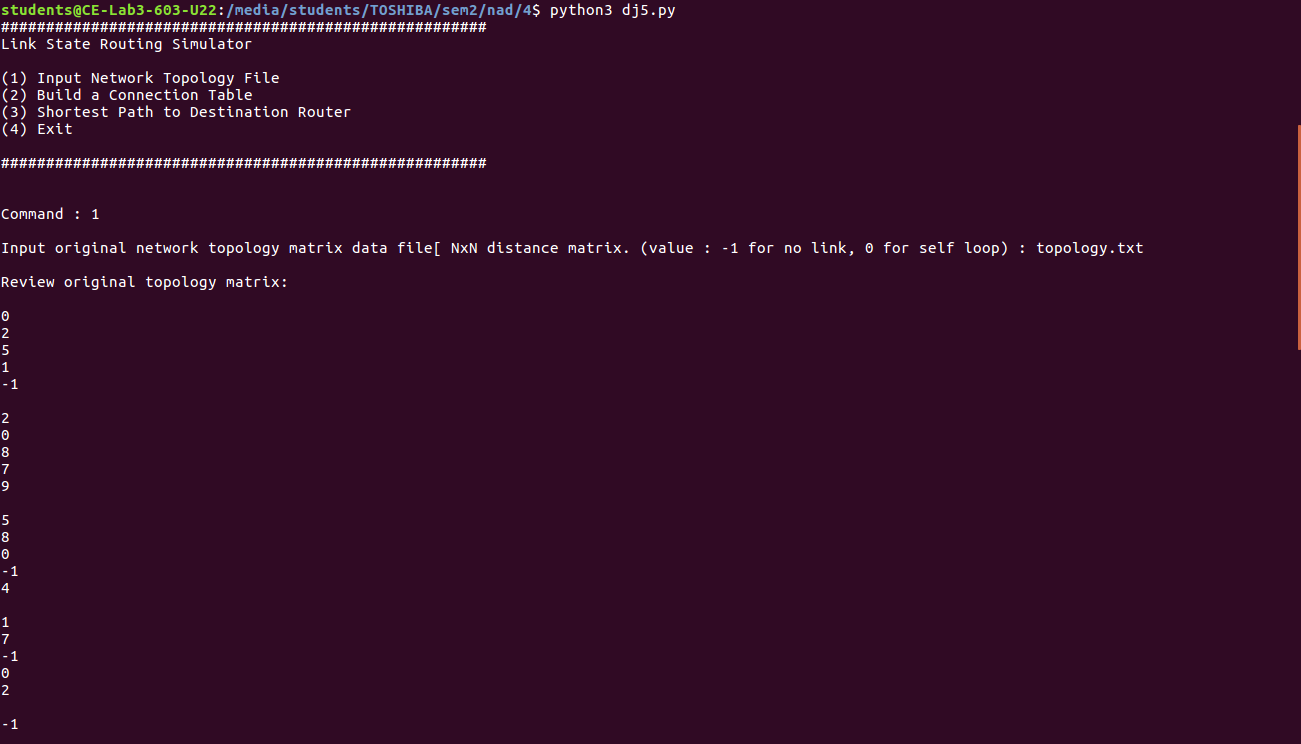 students@CE-Lab3-603-U22:/media/students/TOSHIBA/sem2/nad/4$ python3 dj5.py
######################################################
Link State Routing Simulator
(1) Input Network Topology File
(2) Build a Connection Table
(3) Shortest Path to Destination Router
(4) Exit
######################################################
Command : 1
Input original network topology matrix data file[ NxN distance matrix. (value : -1 for no link, 0 for self loop) : topology.txt
Review original topology matrix:
0
2
5
1
-1
2
0
8
7
9
5
8
0
-1
4
1
7
-1
0
2
-1